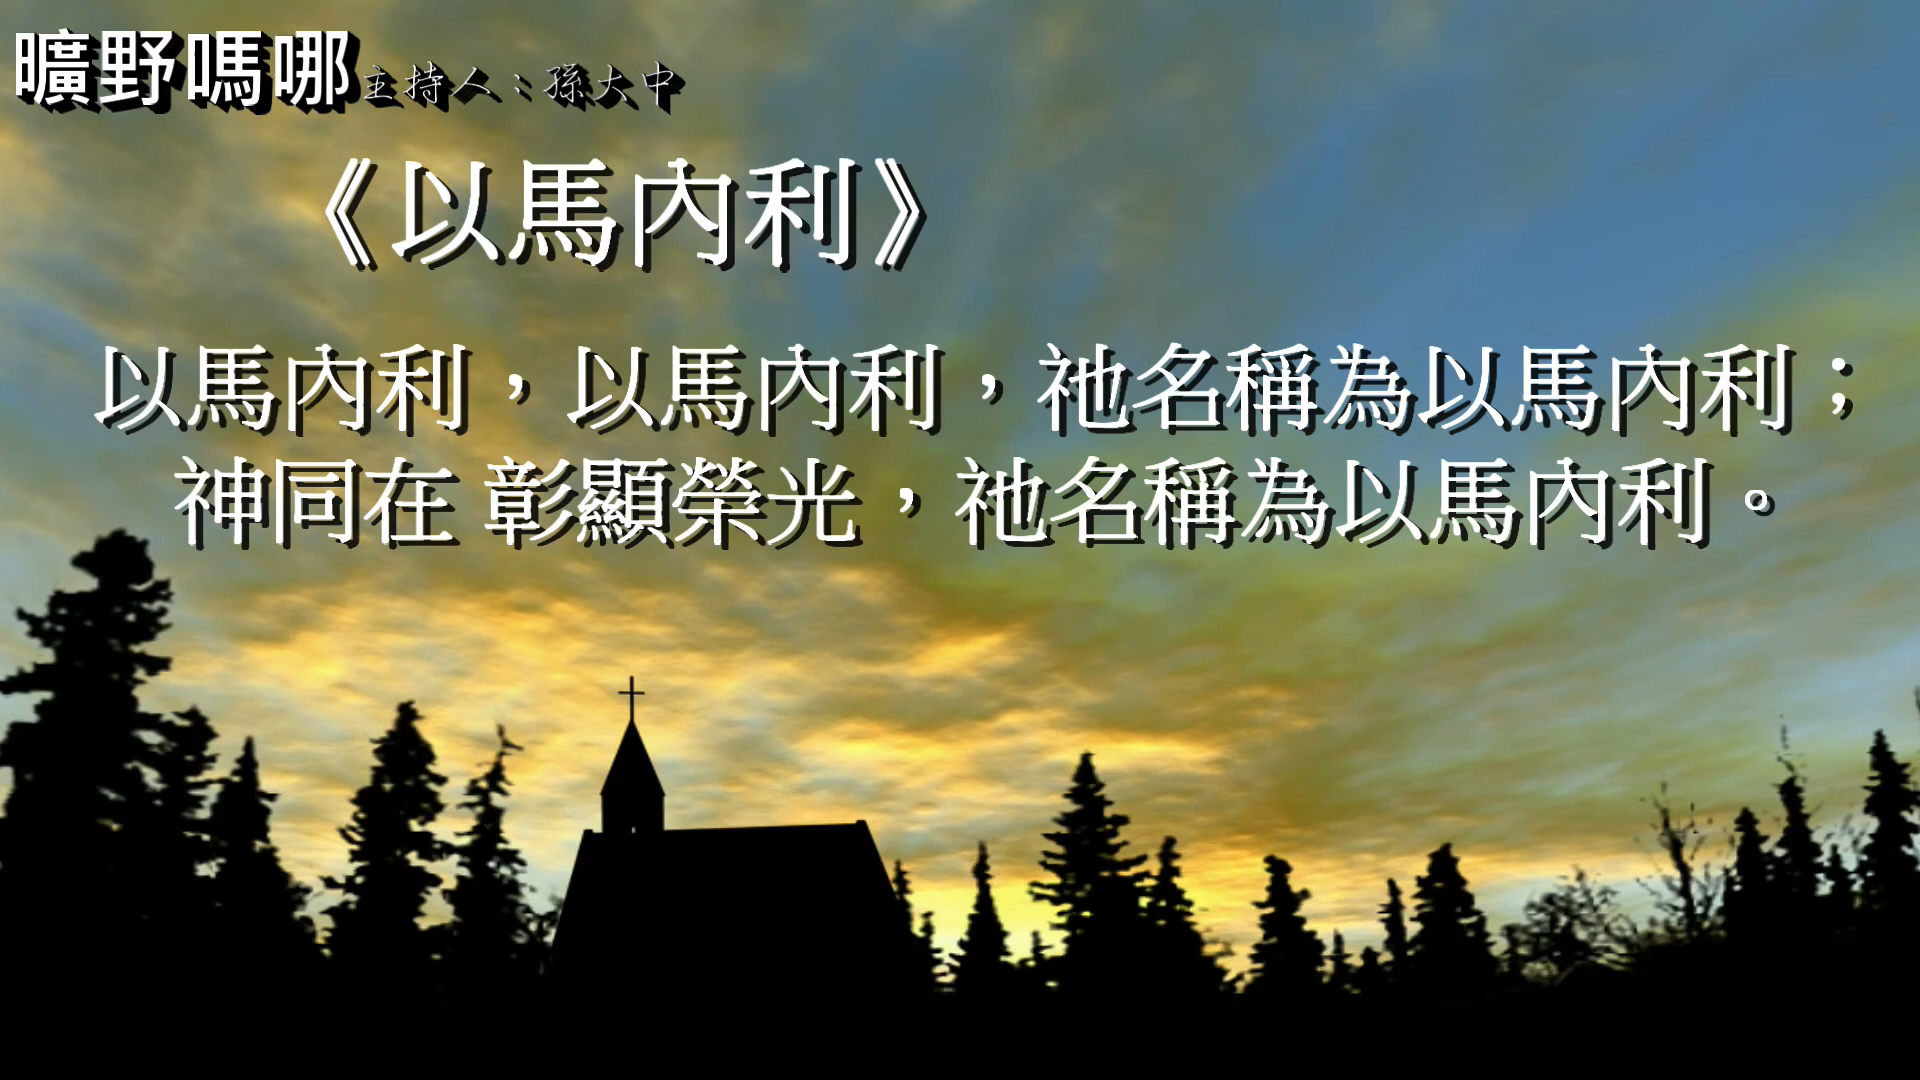 曠野嗎哪主持人：孫大中
《以馬內利》
以馬內利，以馬內利，祂名稱為以馬內利；
神同在 彰顯榮光，祂名稱為以馬內利。